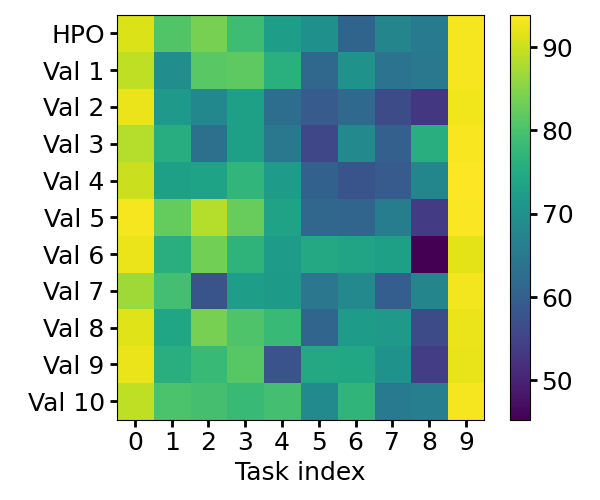 HPO
Val 1
Val 2
Val 3
Val 4
Val 5
Val 6
Val 7
Val 8
Val 9
Val 10
0 1 2 3 4 5 6 7 8 9
Task index
90
80
70
60
50